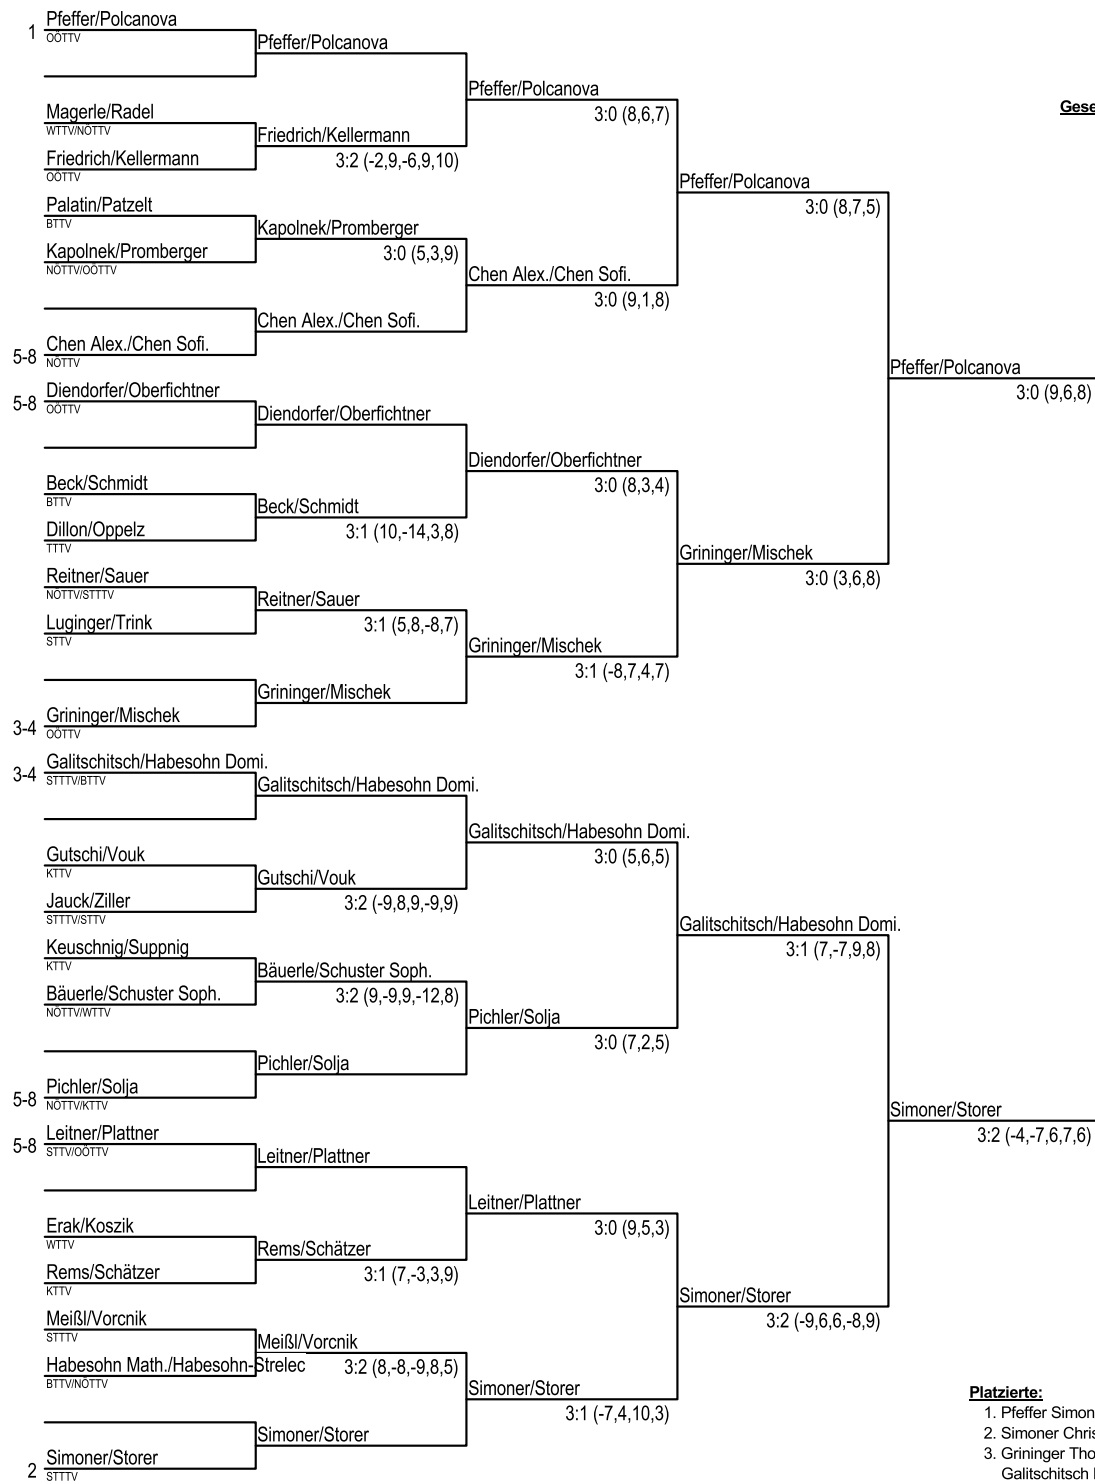 1 Pfeffer/Polcanova
OÖTTV
Magerle/Radel
WTTV/NÖTTV
Friedrich/Kellermann
OÖTTV
Palatin/Patzelt
BTTV
Kapolnek/Promberger
NÖTTV/OÖTTV
5-8 Chen Alex./Chen Sofi.
NÖTTV
5-8 Diendorfer/Oberfichtner
OÖTTV
Beck/Schmidt
BTTV
Dillon/Oppelz
TTTV
Reitner/Sauer
NÖTTV/STTTV
Luginger/Trink
STTV
3-4 Grininger/Mischek
OÖTTV
3-4 Galitschitsch/Habesohn Domi.
STTTV/BTTV
Gutschi/Vouk
KTTV
Jauck/Ziller
STTTV/STTV
Keuschnig/Suppnig
KTTV
Bäuerle/Schuster Soph.
NÖTTV/WTTV
5-8 Pichler/Solja
NÖTTV/KTTV
5-8 Leitner/Plattner
STTV/OÖTTV
Erak/Koszik
WTTV
Rems/Schätzer
KTTV
Meißl/Vorcnik
STTTV
Habesohn Math./Habesohn-Strelec
BTTV/NÖTTV
2 Simoner/Storer
STTTV
Pfeffer/Polcanova
Friedrich/Kellermann
3:2 (-2,9,-6,9,10)
Kapolnek/Promberger
3:0 (5,3,9)
Chen Alex./Chen Sofi.
Diendorfer/Oberfichtner
Beck/Schmidt
3:1 (10,-14,3,8)
Reitner/Sauer
3:1 (5,8,-8,7)
Grininger/Mischek
Galitschitsch/Habesohn Domi.
Gutschi/Vouk
3:2 (-9,8,9,-9,9)
Bäuerle/Schuster Soph.
3:2 (9,-9,9,-12,8)
Pichler/Solja
Leitner/Plattner
Rems/Schätzer
3:1 (7,-3,3,9)
Meißl/Vorcnik
3:2 (8,-8,-9,8,5)
Simoner/Storer
Pfeffer/Polcanova
3:0 (8,6,7)
Chen Alex./Chen Sofi.
3:0 (9,1,8)
Diendorfer/Oberfichtner
3:0 (8,3,4)
Grininger/Mischek
3:1 (-8,7,4,7)
Galitschitsch/Habesohn Domi.
3:0 (5,6,5)
Pichler/Solja
3:0 (7,2,5)
Leitner/Plattner
3:0 (9,5,3)
Simoner/Storer
3:1 (-7,4,10,3)
Pfeffer/Polcanova
3:0 (8,7,5)
Grininger/Mischek
3:0 (3,6,8)
Galitschitsch/Habesohn Domi.
3:1 (7,-7,9,8)
Simoner/Storer
3:2 (-9,6,6,-8,9)
Pfeffer/Polcanova
3:0 (9,6,8)
Simoner/Storer
3:2 (-4,-7,6,7,6)
Gese
Platzierte:
1. Pfeffer Simon
2. Simoner Chris
3. Grininger Tho
Galitschitsch